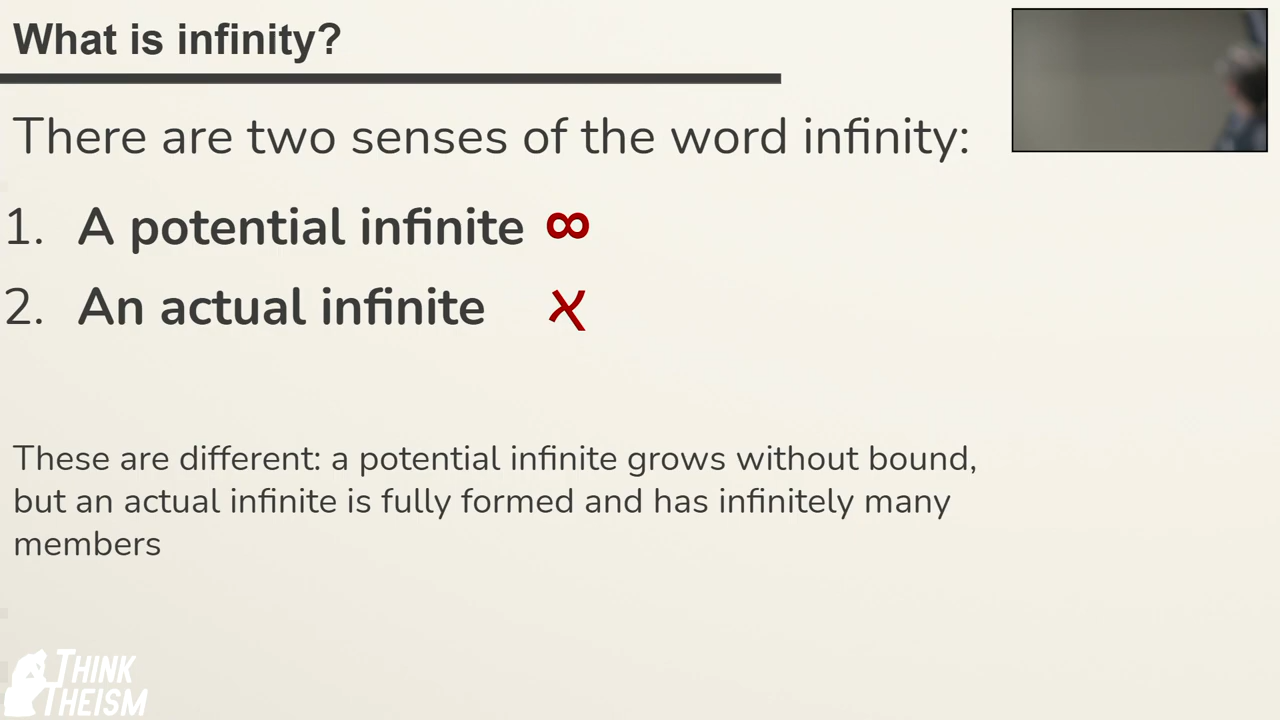 What is infinity?
There are two senses of the word infinity:
1. A potential infinite ∞
2. An actual infinite ϰ
These are different: a potential infinite grows without bound,
but an actual infinite is fully formed and has infinitely many
members
THINK
THEISM